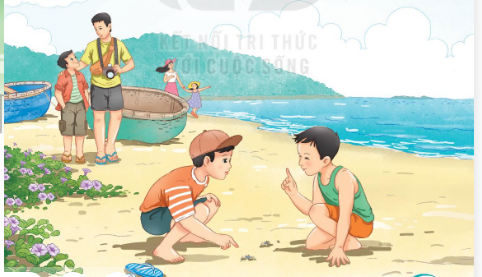 KẾT NỐI TRI THỨC
VỚI CUỘC SỐNG